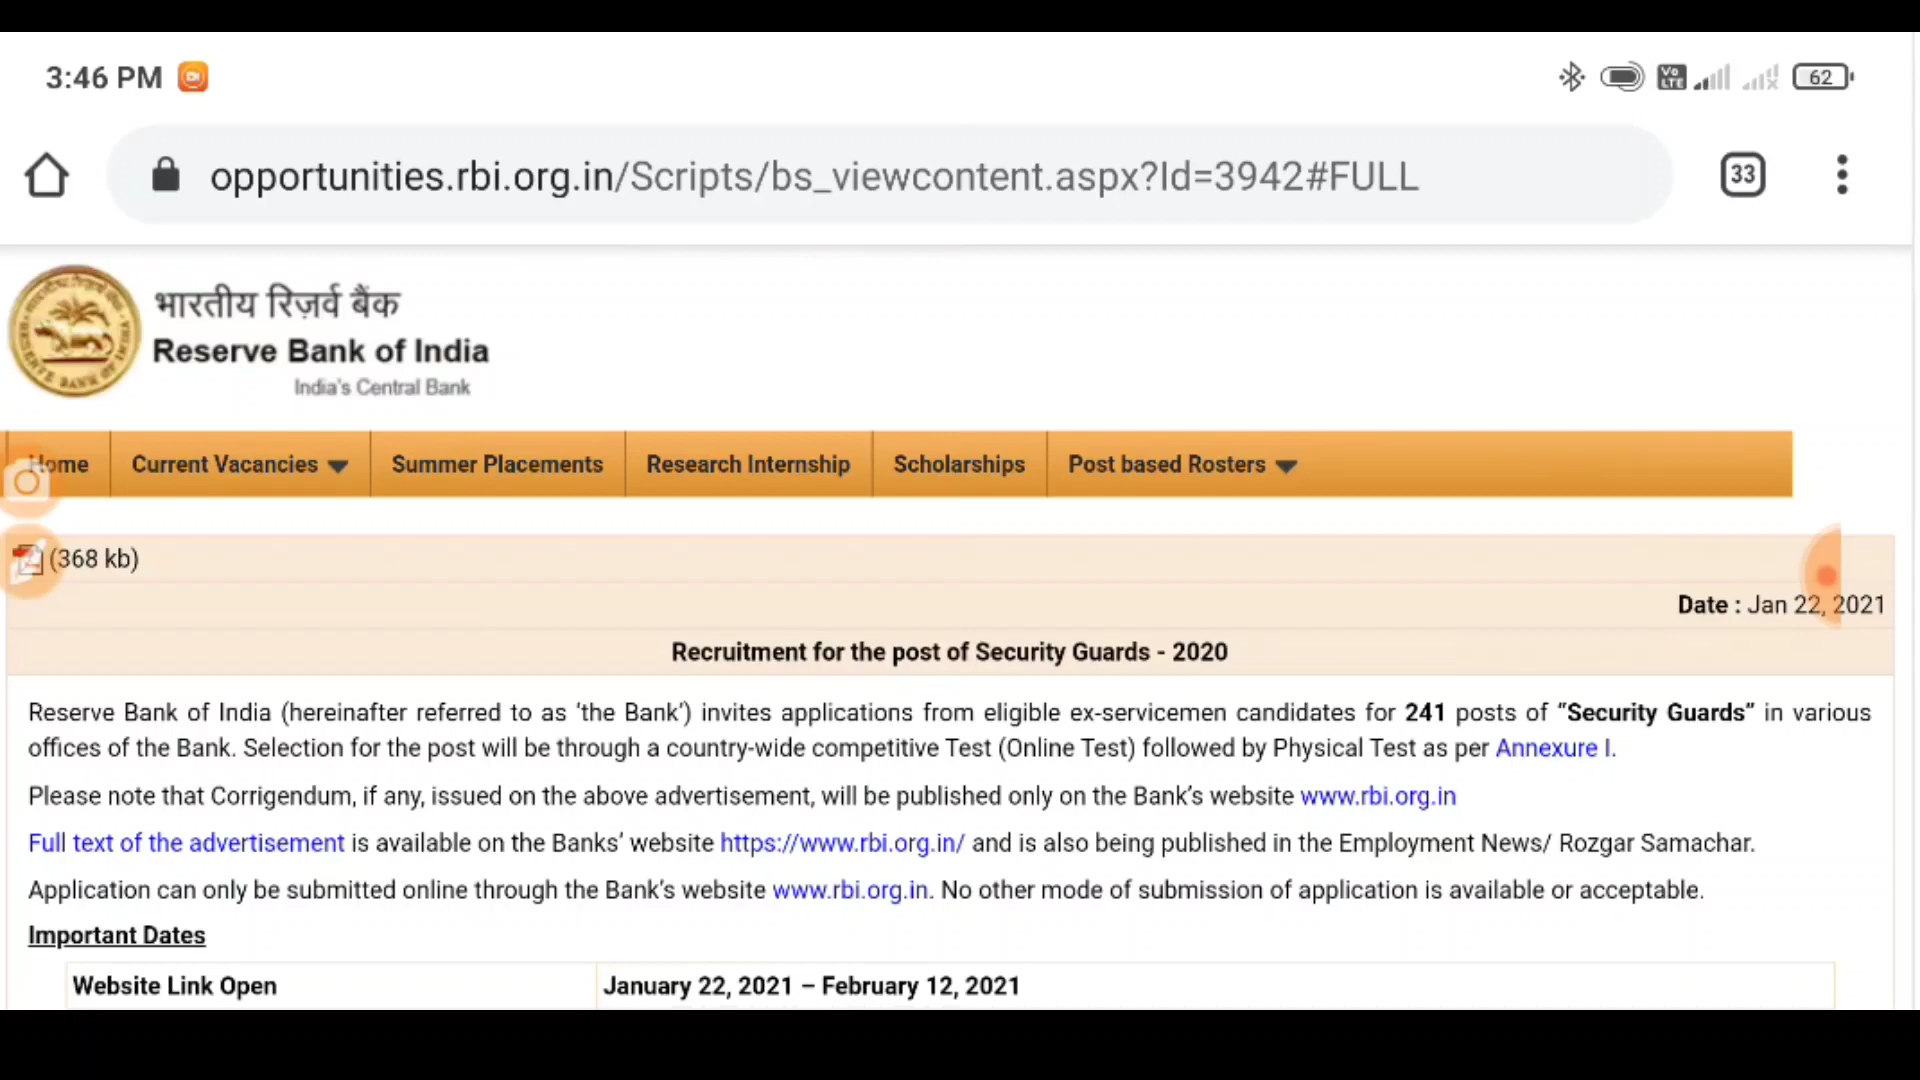 3:46 PM
Vo LTE
62
opportunities.rbi.org.in/Scripts/bs_viewcontent.aspx?Id=3942#FULL
33
भारतीय रिज़र्व बैंक
Reserve Bank of India
India's Central Bank
Home Current Vacancies Summer Placements Research Internship Scholarships Post based Rosters
(368 kb)
Date : Jan 22, 2021
Recruitment for the post of Security Guards - 2020
Reserve Bank of India (hereinafter referred to as ‘the Bank’) invites applications from eligible ex-servicemen candidates for 241 posts of “Security Guards” in various
offices of the Bank. Selection for the post will be through a country-wide competitive Test (Online Test) followed by Physical Test as per Annexure I.
Please note that Corrigendum, if any, issued on the above advertisement, will be published only on the Bank’s website www.rbi.org.in
Full text of the advertisement is available on the Banks’ website https://www.rbi.org.in/ and is also being published in the Employment News/ Rozgar Samachar.
Application can only be submitted online through the Bank’s website www.rbi.org.in. No other mode of submission of application is available or acceptable.
Important Dates
Website Link Open January 22, 2021 – February 12, 2021